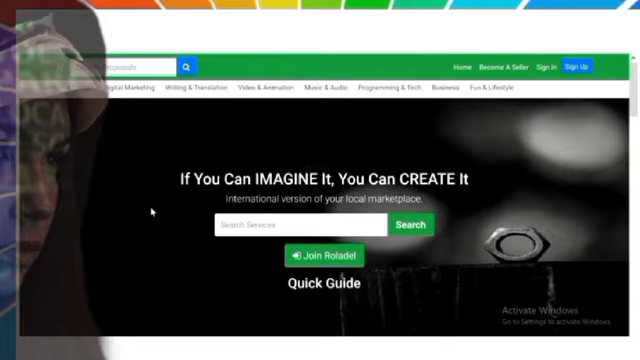 Proposals
Home Become A Seller Sign In Sign Up
Digital Marketing Writing & Translation Video & Animation Music & Audio Programming & Tech Business Fun & Lifestyle
If You Can IMAGINE It, You Can CREATE It
International version of your local marketplace.
Search Services Search
Join Roladel
Quick Guide
Activate Windows
Go to Settings to activate Windows.